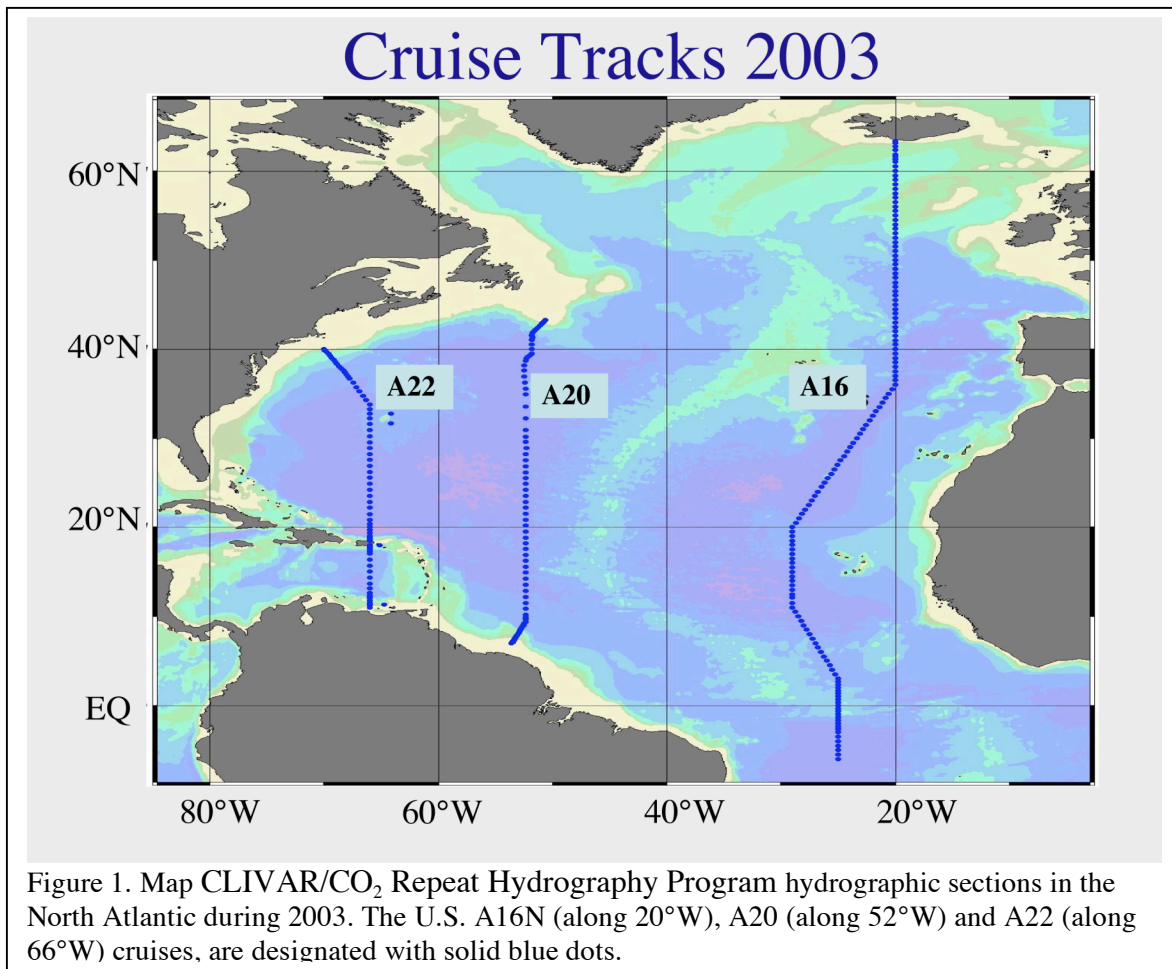 Cruise Tracks 2003
60°N
40°N
20°N
EQ
A22
A20
A16
80°W
60°W
40°W
20°W
Figure 1. Map CLIVAR/CO₂ Repeat Hydrography Program hydrographic sections in the
North Atlantic during 2003. The U.S. A16N (along 20°W), A20 (along 52°W) and A22 (along
66°W) cruises, are designated with solid blue dots.